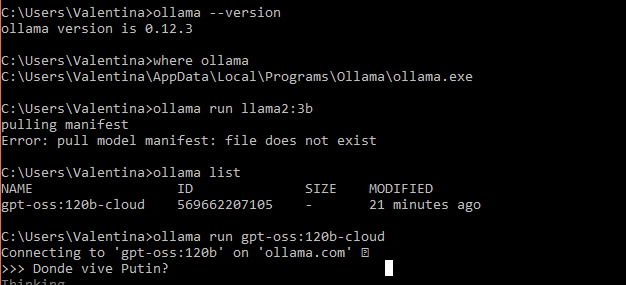 C:\Users\Valentina>ollama --version
ollama version is 0.12.3
C:\Users\Valentina>where ollama
C:\Users\Valentina\AppData\Local\Programs\Ollama\ollama.exe
C:\Users\Valentina>ollama run llama2:3b
pulling manifest
Error: pull model manifest: file does not exist
C:\Users\Valentina>ollama list
NAME ID SIZE MODIFIED
gpt-oss:120b-cloud 569662207105 - 21 minutes ago
C:\Users\Valentina>ollama run gpt-oss:120b-cloud
Connecting to 'gpt-oss:120b' on 'ollama.com' 
>>> Donde vive Putin?
Thinking